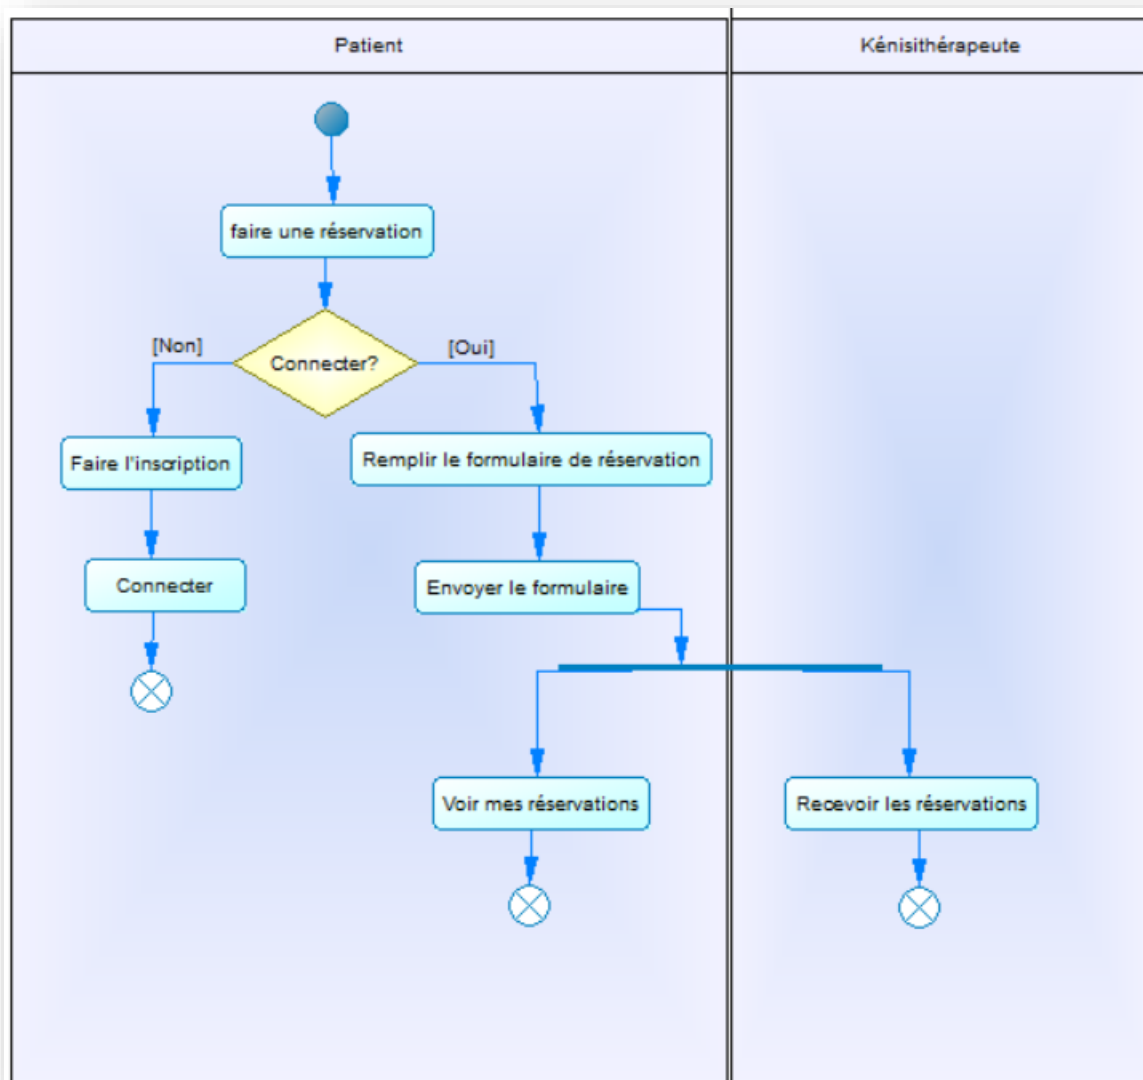 Patient
Kénisithérapeute
faire une réservation
[Non]
[Oui]
Connecter?
Faire l'inscription
Remplir le formulaire de réservation
Connecter
Envoyer le formulaire
Voir mes réservations
Recevoir les réservations